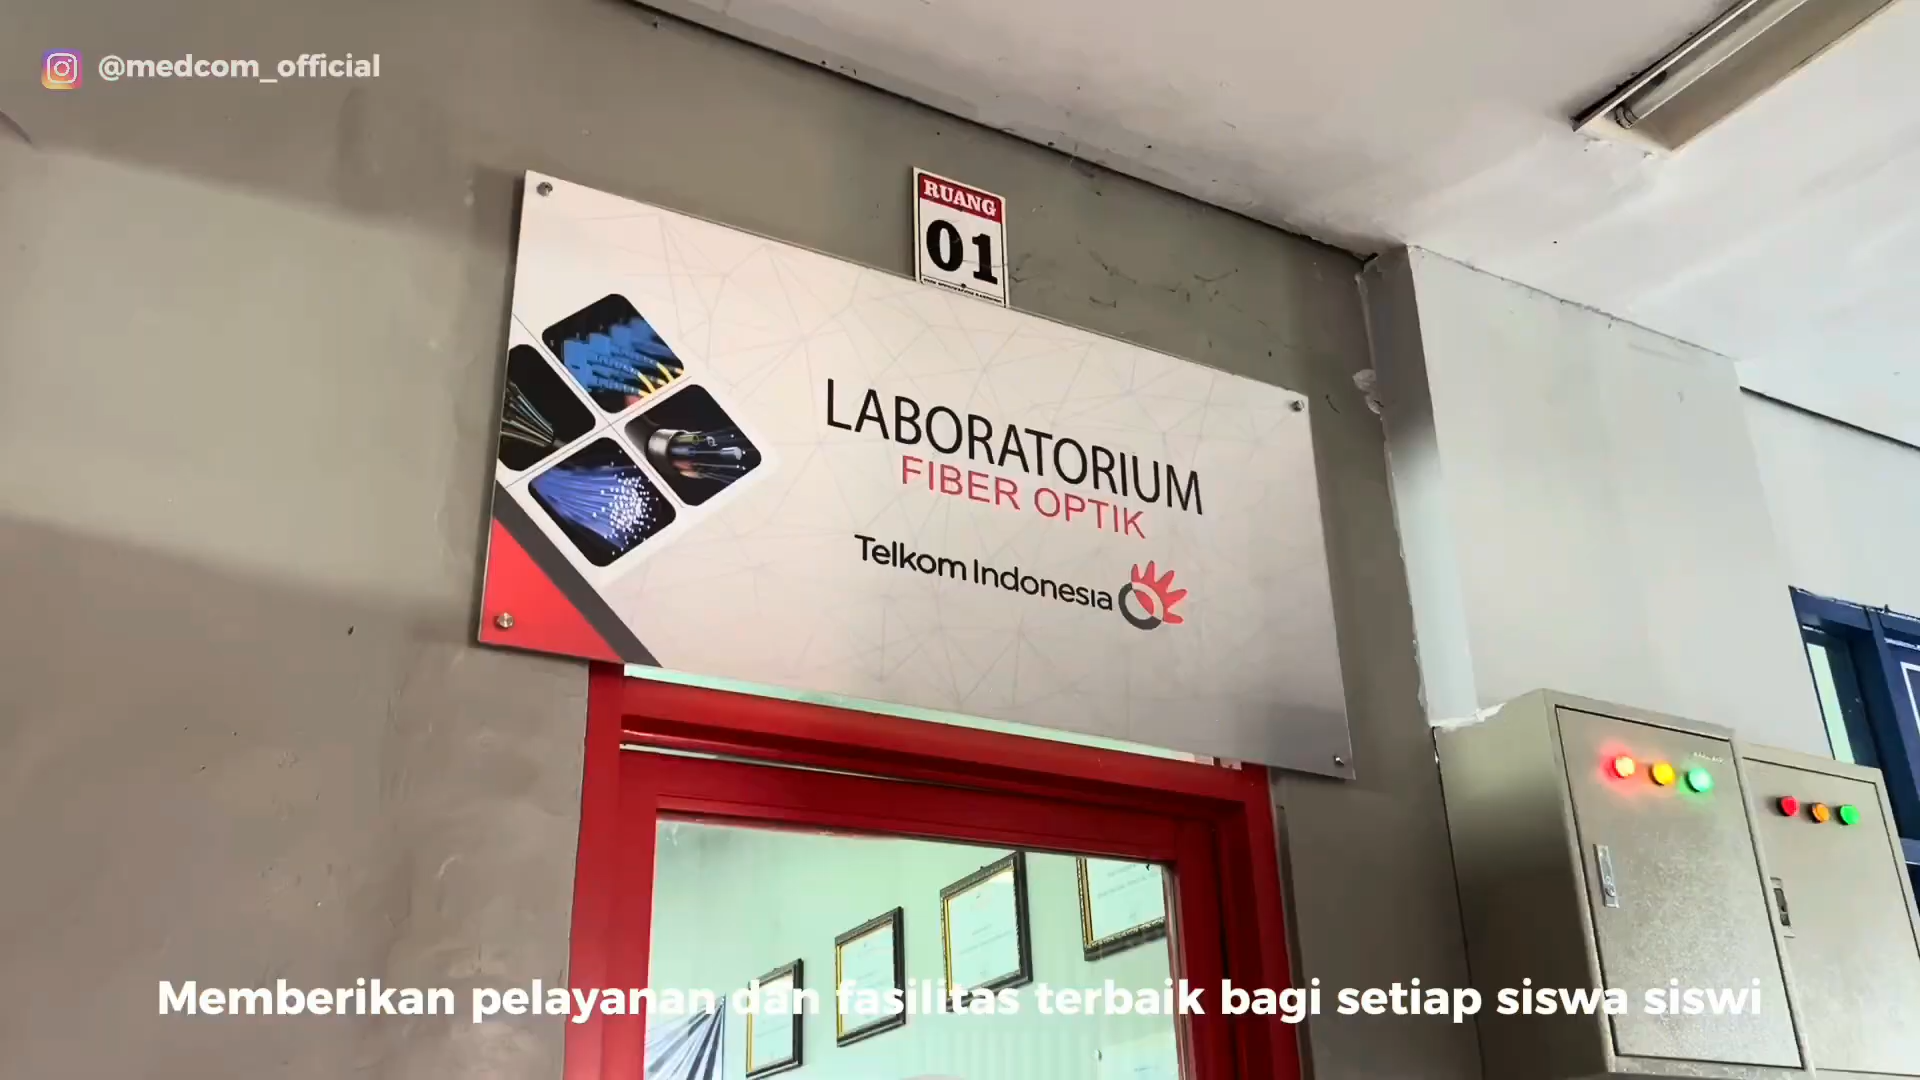 @medcom_official
RUANG
01
LABORATORIUM
FIBER OPTIK
Telkom Indonesia
Memberikan pelayanan dan fasilitas terbaik bagi setiap siswa siswi